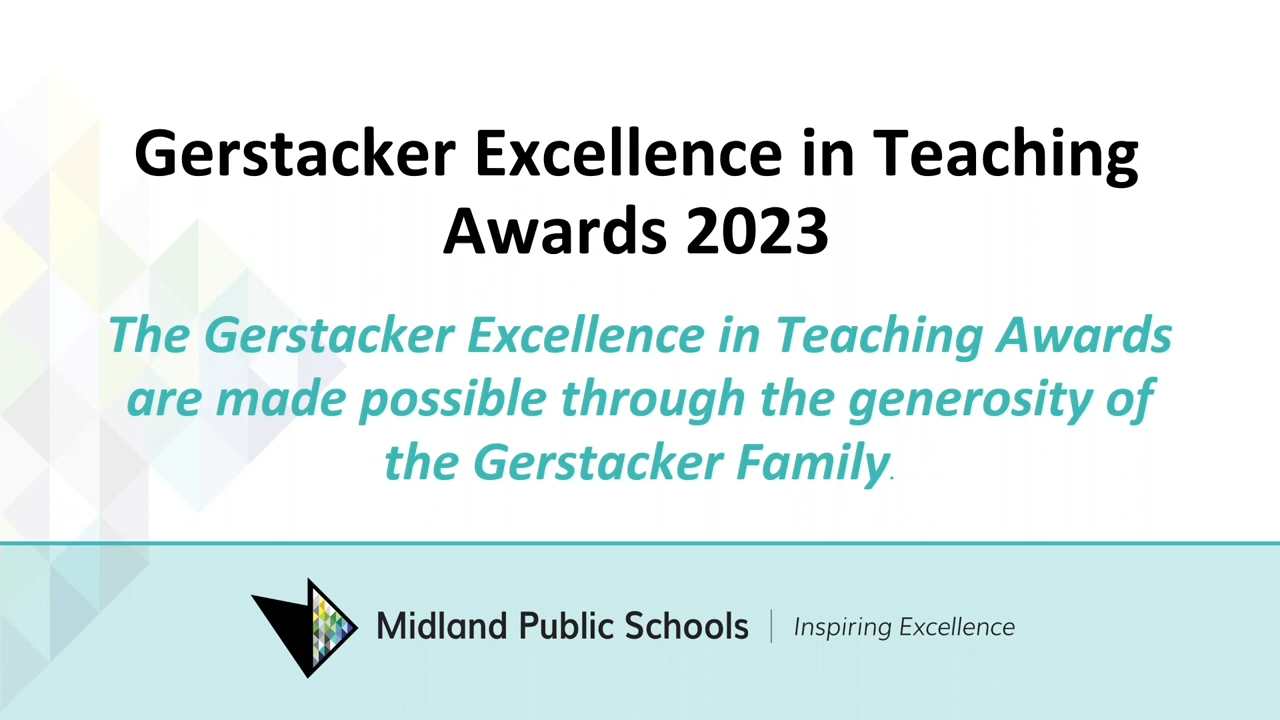 Gerstacker Excellence in Teaching
Awards 2023
The Gerstacker Excellence in Teaching Awards
are made possible through the generosity of
the Gerstacker Family.
Midland Public Schools | Inspiring Excellence